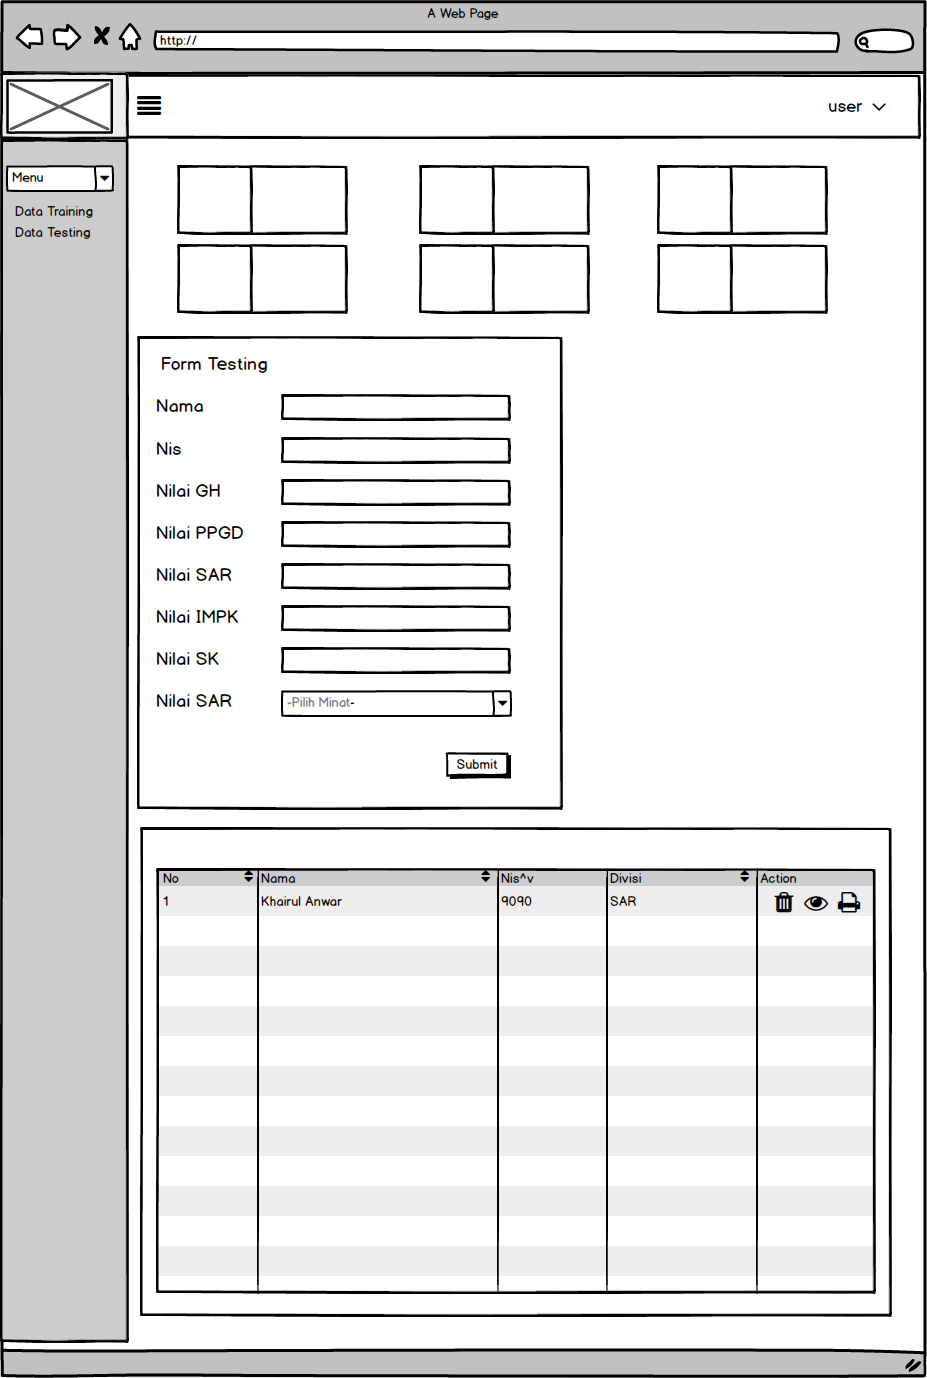 A Web Page
http://
user
Menu
Data Training
Data Testing
Form Testing
Nama
Nis
Nilai GH
Nilai PPGD
Nilai SAR
Nilai IMPK
Nilai SK
Nilai SAR -Pilih Minat-
Submit
No Nama Nis^v Divisi Action
1 Khairul Anwar 9090 SAR